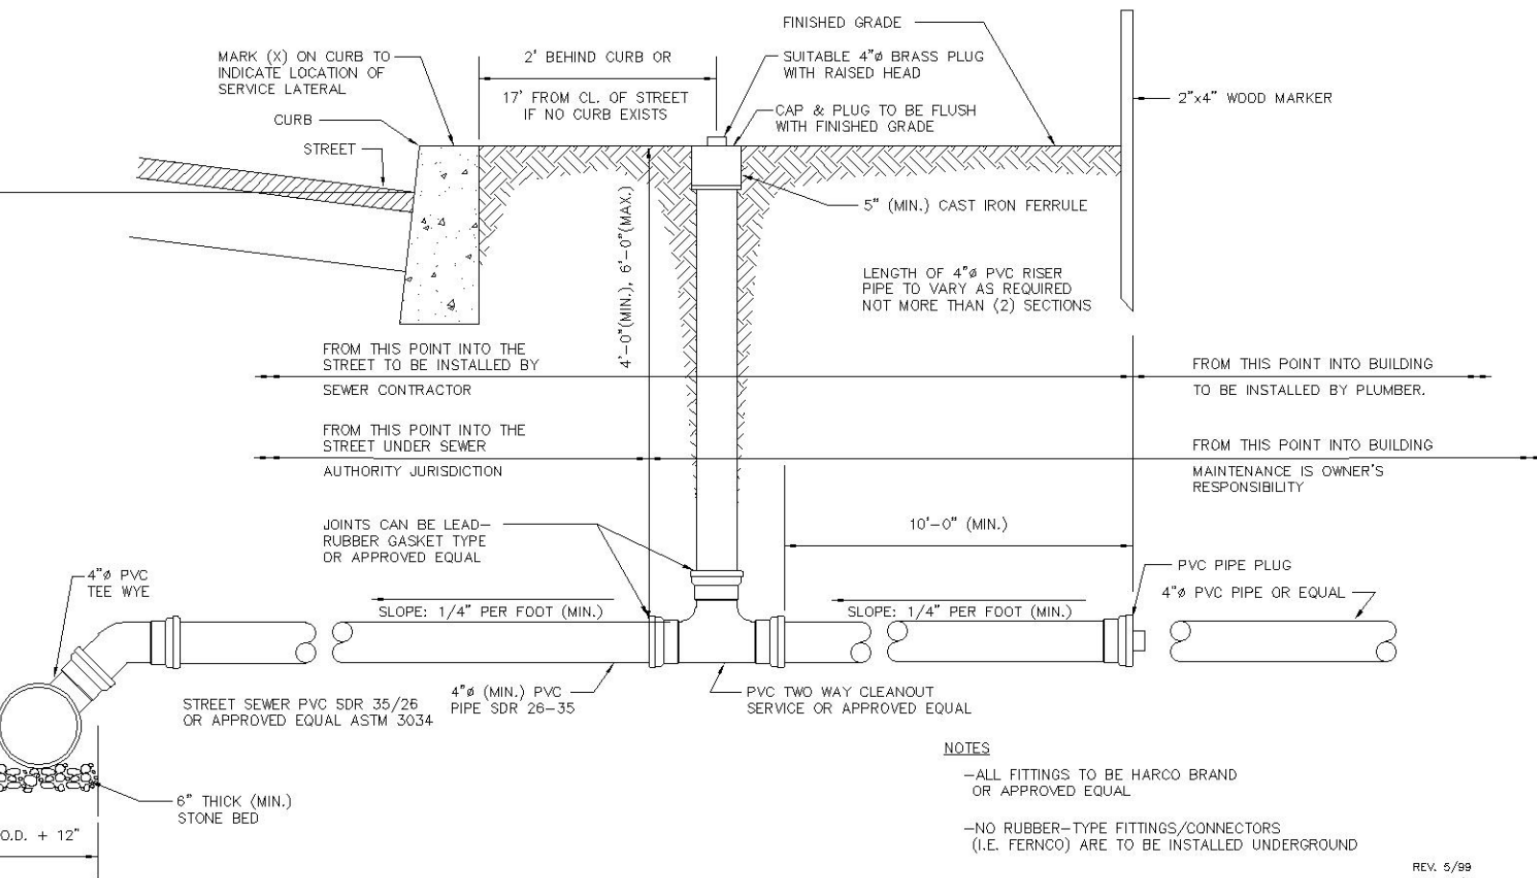 FINISHED GRADE
MARK (X) ON CURB TO
INDICATE LOCATION OF
SERVICE LATERAL
2' BEHIND CURB OR
17' FROM CL. OF STREET
IF NO CURB EXISTS
SUITABLE 4"ø BRASS PLUG
WITH RAISED HEAD
CAP & PLUG TO BE FLUSH
WITH FINISHED GRADE
2"x4" WOOD MARKER
CURB
STREET
5" (MIN.) CAST IRON FERRULE
4'-0"(MIN.), 6'-0"(MAX.)
LENGTH OF 4"ø PVC RISER
PIPE TO VARY AS REQUIRED
NOT MORE THAN (2) SECTIONS
FROM THIS POINT INTO THE
STREET TO BE INSTALLED BY
SEWER CONTRACTOR
FROM THIS POINT INTO BUILDING
TO BE INSTALLED BY PLUMBER.
FROM THIS POINT INTO THE
STREET UNDER SEWER
AUTHORITY JURISDICTION
FROM THIS POINT INTO BUILDING
MAINTENANCE IS OWNER'S
RESPONSIBILITY
JOINTS CAN BE LEAD-
RUBBER GASKET TYPE
OR APPROVED EQUAL
10'-0" (MIN.)
4"ø PVC
TEE WYE
PVC PIPE PLUG
4"ø PVC PIPE OR EQUAL
SLOPE: 1/4" PER FOOT (MIN.)
SLOPE: 1/4" PER FOOT (MIN.)
STREET SEWER PVC SDR 35/26
OR APPROVED EQUAL ASTM 3034
4"ø (MIN.) PVC
PIPE SDR 26-35
PVC TWO WAY CLEANOUT
SERVICE OR APPROVED EQUAL
6" THICK (MIN.)
STONE BED
O.D. + 12"
NOTES
-ALL FITTINGS TO BE HARCO BRAND
OR APPROVED EQUAL
-NO RUBBER-TYPE FITTINGS/CONNECTORS
(I.E. FERNCO) ARE TO BE INSTALLED UNDERGROUND
REV. 5/99